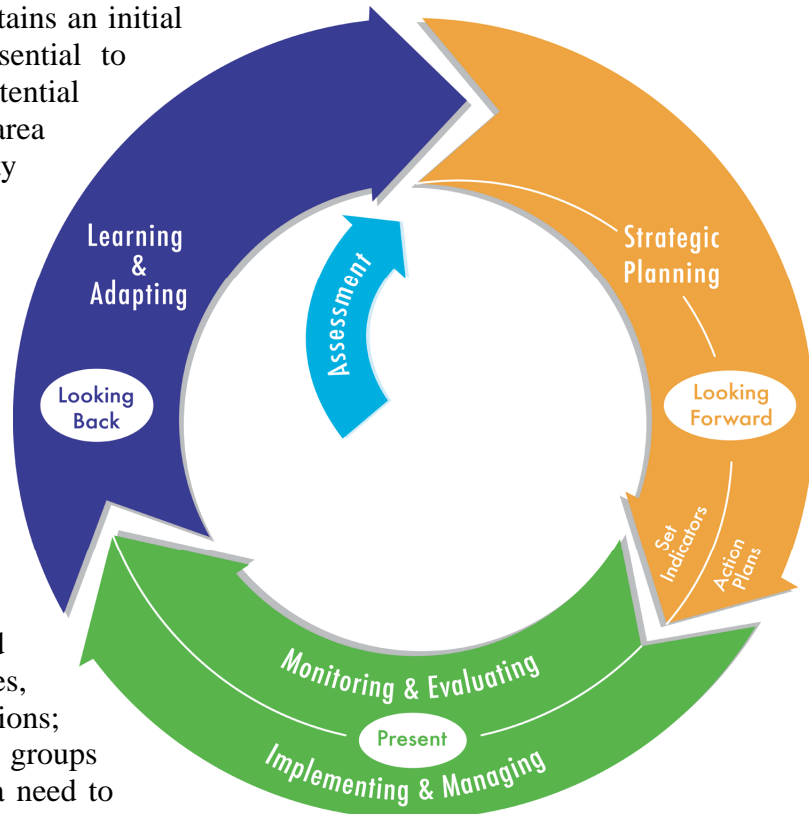 tains an initial
sential to
tential
area
ty
Learning
&
Adapting
Strategic
Planning
Assessment
Looking
Back
Looking
Forward
Set
Indicators
Action
Plans
es,
ions;
groups
a need to
Monitoring & Evaluating
Present
Implementing & Managing